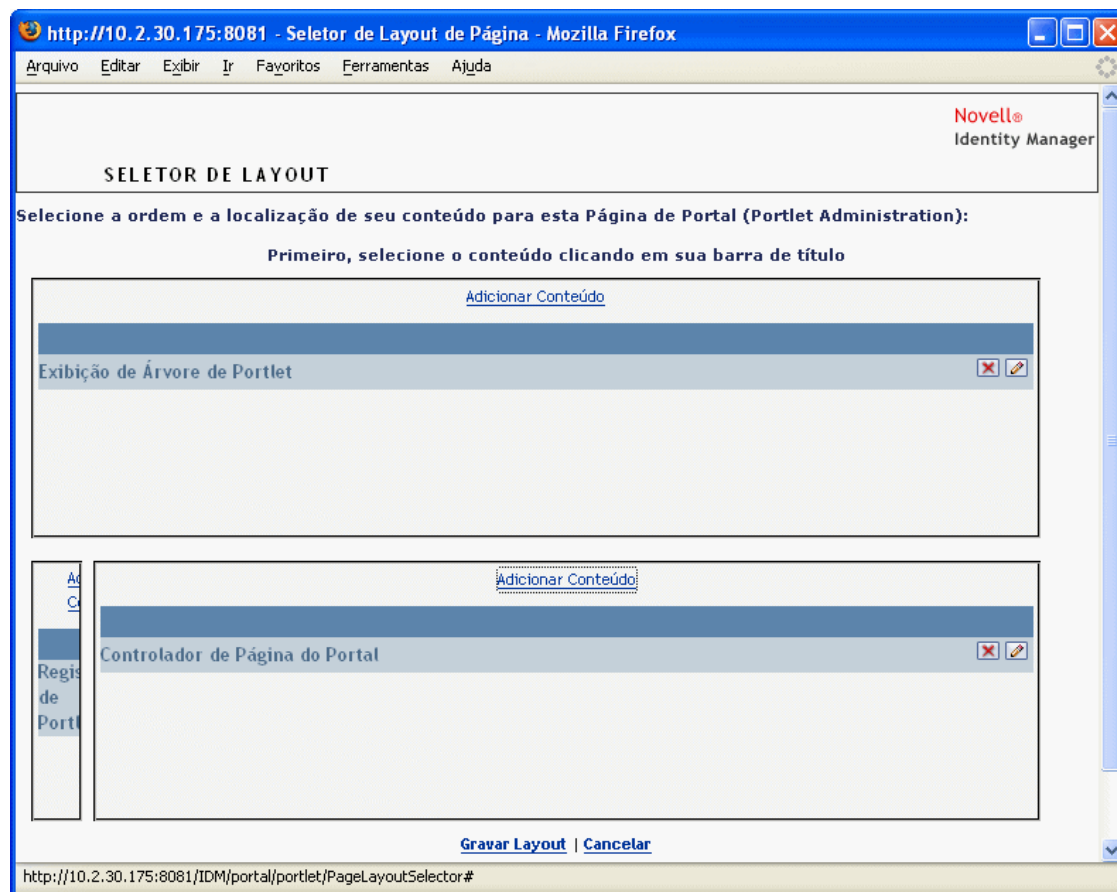 http://10.2.30.175:8081 - Seletor de Layout de Página - Mozilla Firefox
Arquivo Editar Exibir Ir Favoritos Ferramentas Ajuda
Novell®
Identity Manager
SELETOR DE LAYOUT
Selecione a ordem e a localização de seu conteúdo para esta Página de Portal (Portlet Administration):
Primeiro, selecione o conteúdo clicando em sua barra de título
Adicionar Conteúdo
Exibição de Árvore de Portlet
Adicionar Conteúdo
Controlador de Página do Portal
Regis
de
Gravar Layout | Cancelar
http://10.2.30.175:8081/IDM/portal/portlet/PageLayoutSelector#